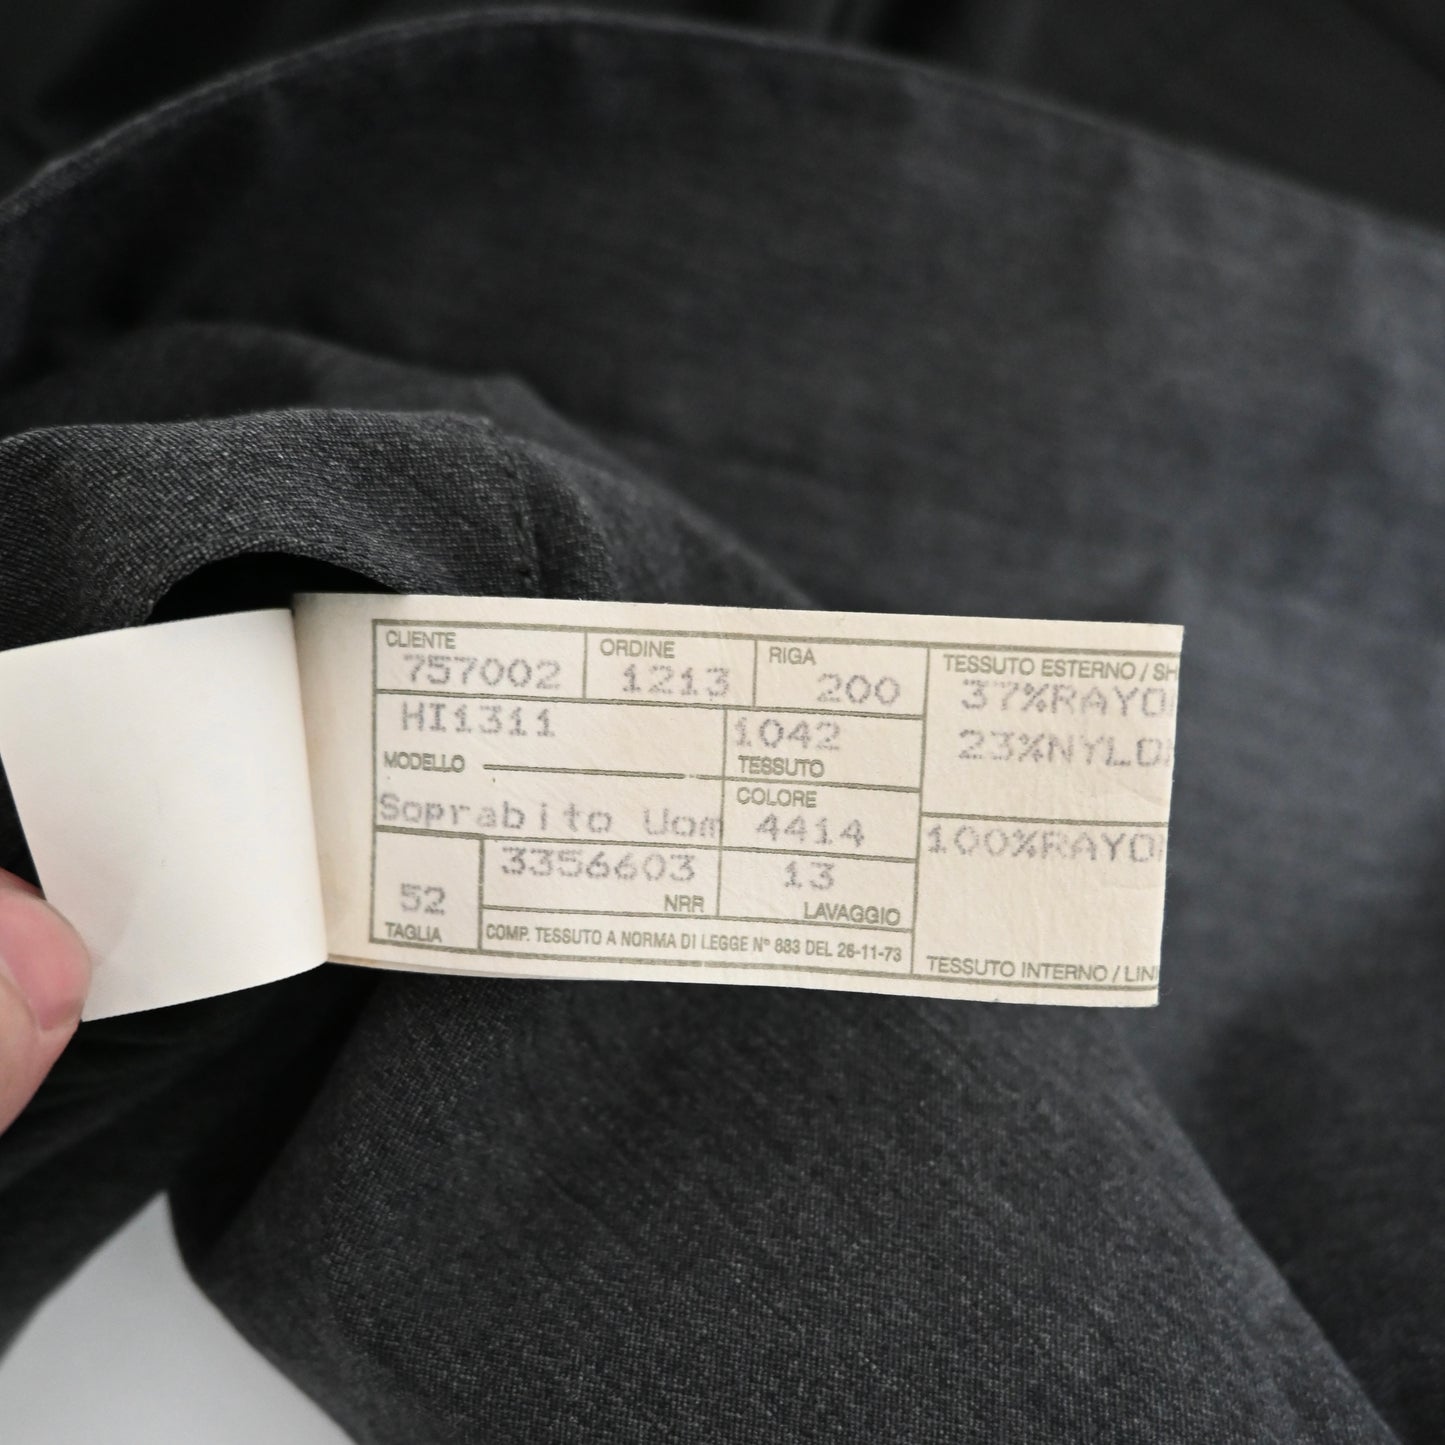 CLIENTE ORDINE RIGA TESSUTO ESTERNO / SH
757002 1213 200 37%RAYO
HI1311 1042 23%NYLO
MODELLO TESSUTO
COLORE
Soprabito Uom 4414 100%RAYO
3356603 13
52 NRR LAVAGGIO
TAGLIA COMP. TESSUTO A NORMA DI LEGGE N° 883 DEL 26-11-73 TESSUTO INTERNO / LIN